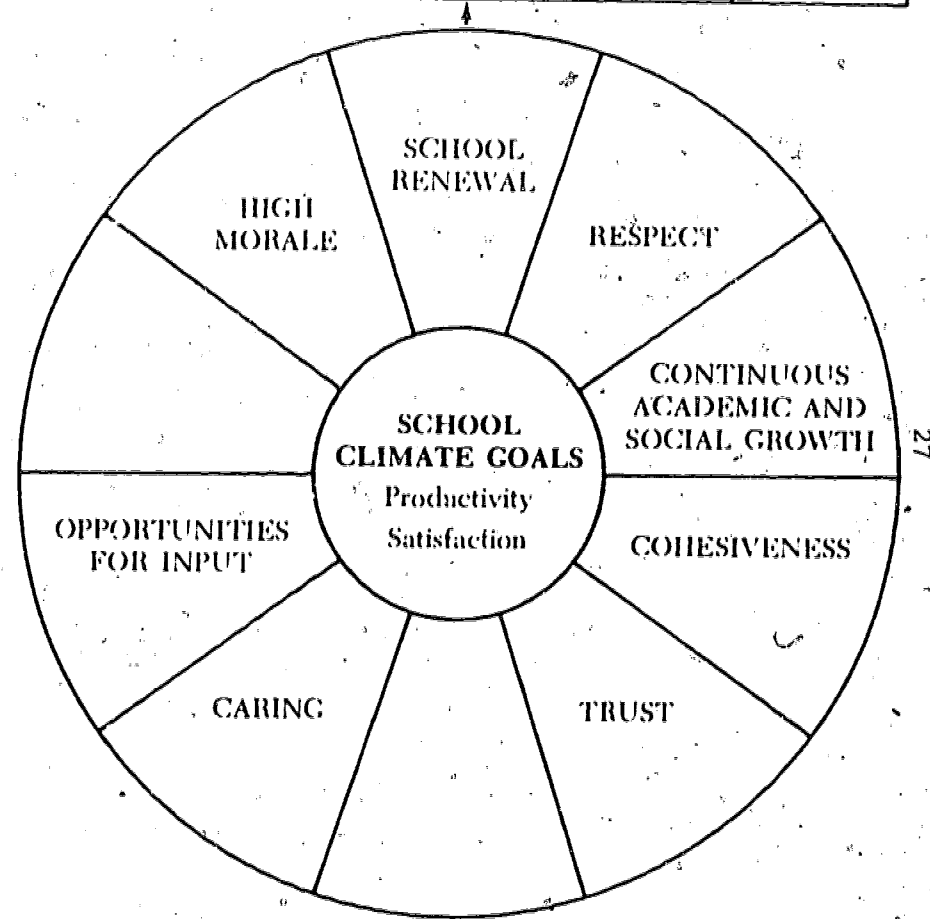 SCHOOL
RENEWAL
HIGH
MORALE
RESPECT
CONTINUOUS
ACADEMIC AND
SOCIAL GROWTH
27
SCHOOL
CLIMATE GOALS
Productivity
Satisfaction
OPPORTUNITIES
FOR INPUT
COHESIVENESS
CARING
TRUST